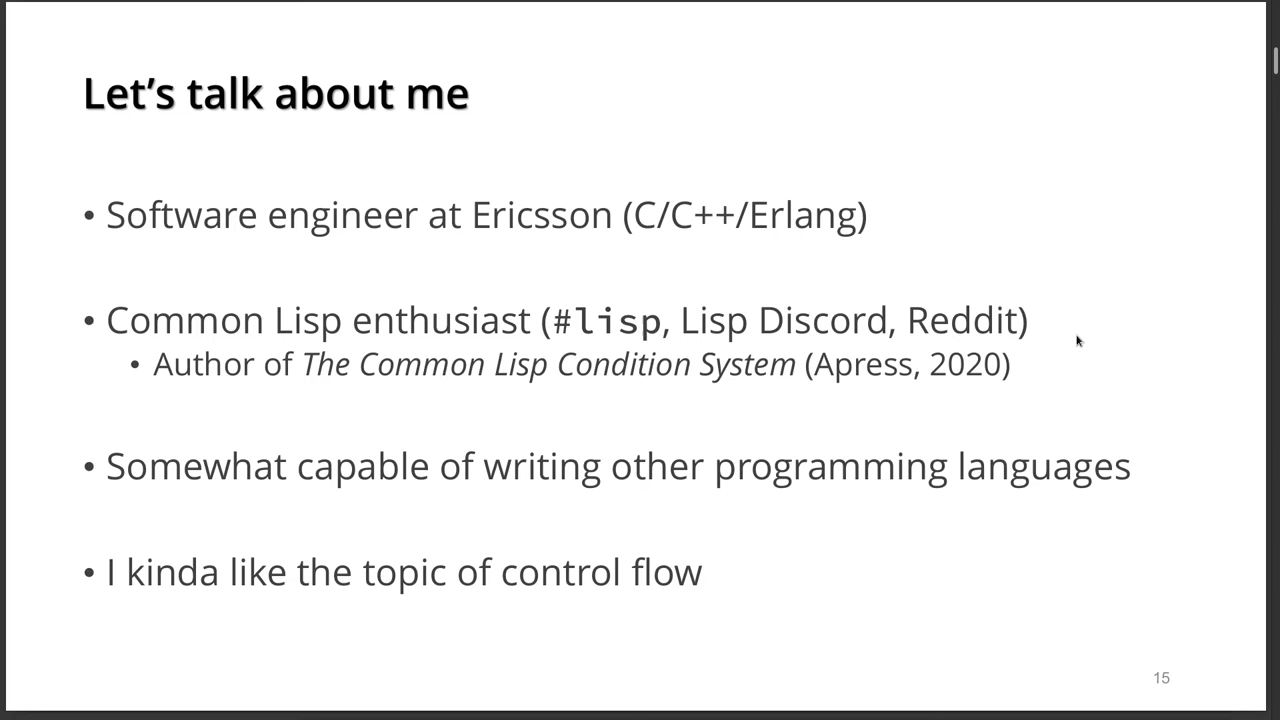 Let’s talk about me
• Software engineer at Ericsson (C/C++/Erlang)
• Common Lisp enthusiast (#lisp, Lisp Discord, Reddit)
• Author of The Common Lisp Condition System (Apress, 2020)
• Somewhat capable of writing other programming languages
• I kinda like the topic of control flow
15